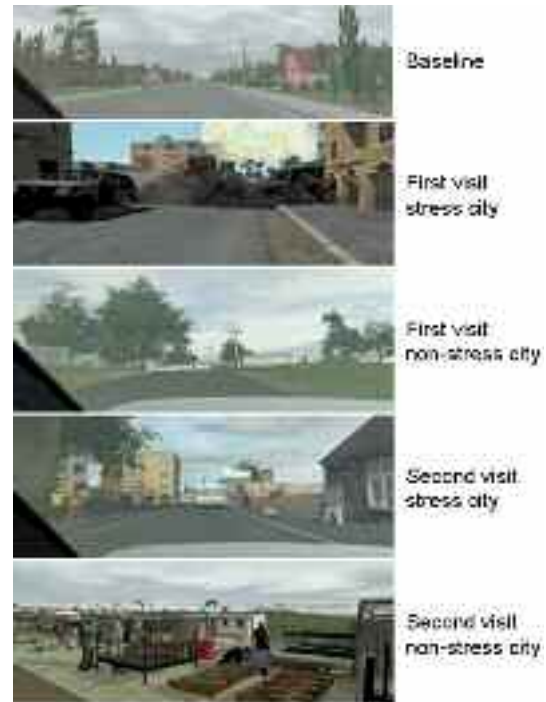 Baseline
First visit
stress city
First visit
non-stress city
Second visit
stress city
Second visit
non-stress city